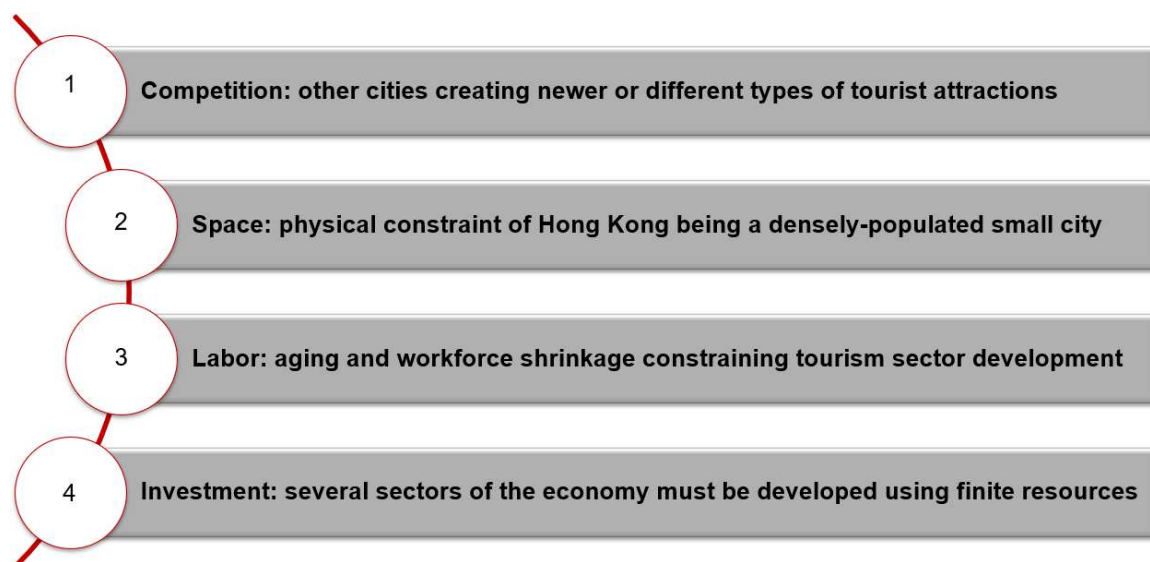 1
Competition: other cities creating newer or different types of tourist attractions
2
Space: physical constraint of Hong Kong being a densely-populated small city
3
Labor: aging and workforce shrinkage constraining tourism sector development
4
Investment: several sectors of the economy must be developed using finite resources